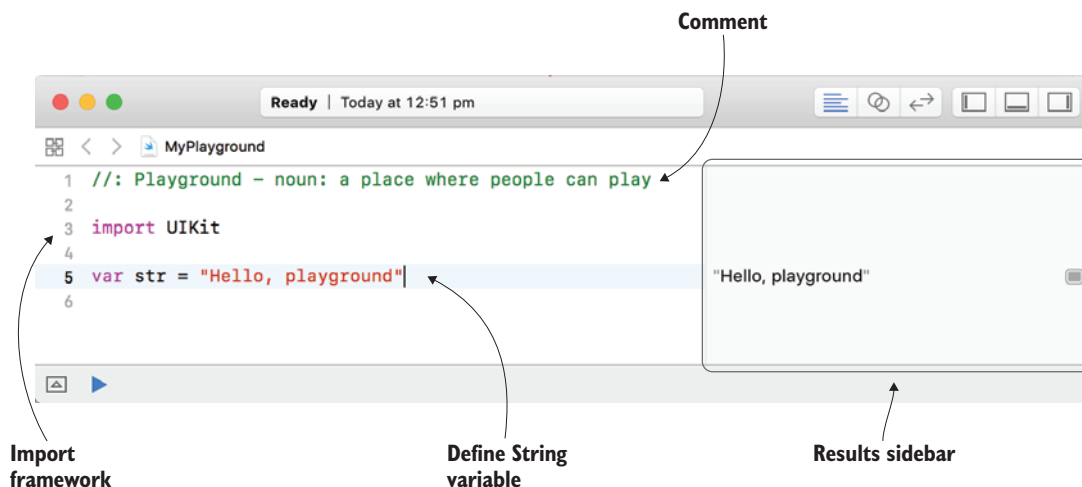 Comment
Ready | Today at 12:51 pm
MyPlayground
1 //: Playground – noun: a place where people can play
2
3 import UIKit
4
5 var str = "Hello, playground"
"Hello, playground"
6
Import
framework
Define String
variable
Results sidebar